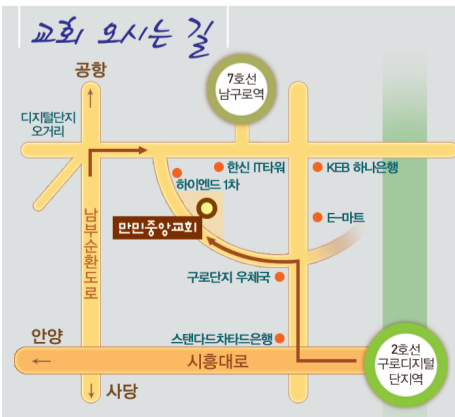 교회 오시는 길
공항
7호선
남구로역
디지털단지
오거리
한신 IT타워
KEB 하나은행
하이엔드 1차
E-마트
만민중앙교회
남부순환도로
구로단지 우체국
안양
스탠다드차타드은행
2호선
구로디지털
단지역
시흥대로
사당